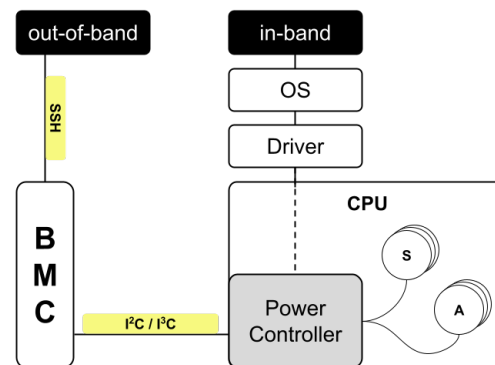 out-of-band
in-band
SSH
OS
Driver
CPU
B
M
C
S
A
I²C / I³C
Power
Controller